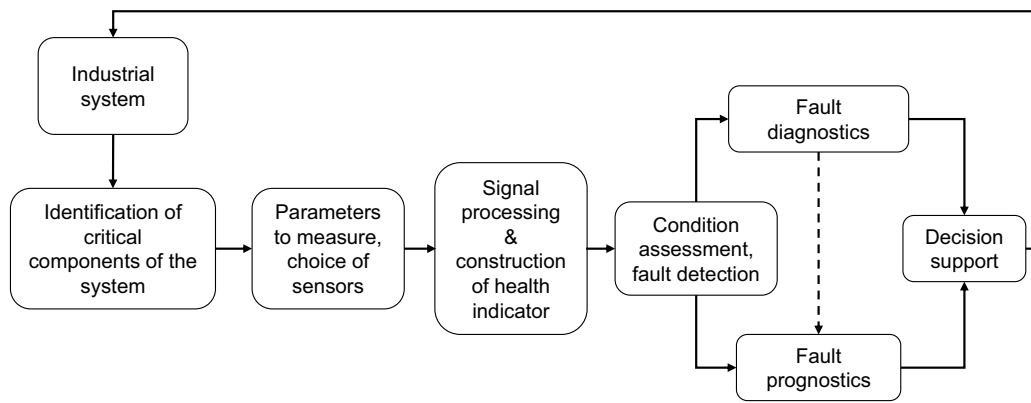 Industrial
system
Identification of
critical
components of the
system
Parameters
to measure,
choice of
sensors
Signal
processing
&
construction
of health
indicator
Condition
assessment,
fault detection
Fault
diagnostics
Fault
prognostics
Decision
support